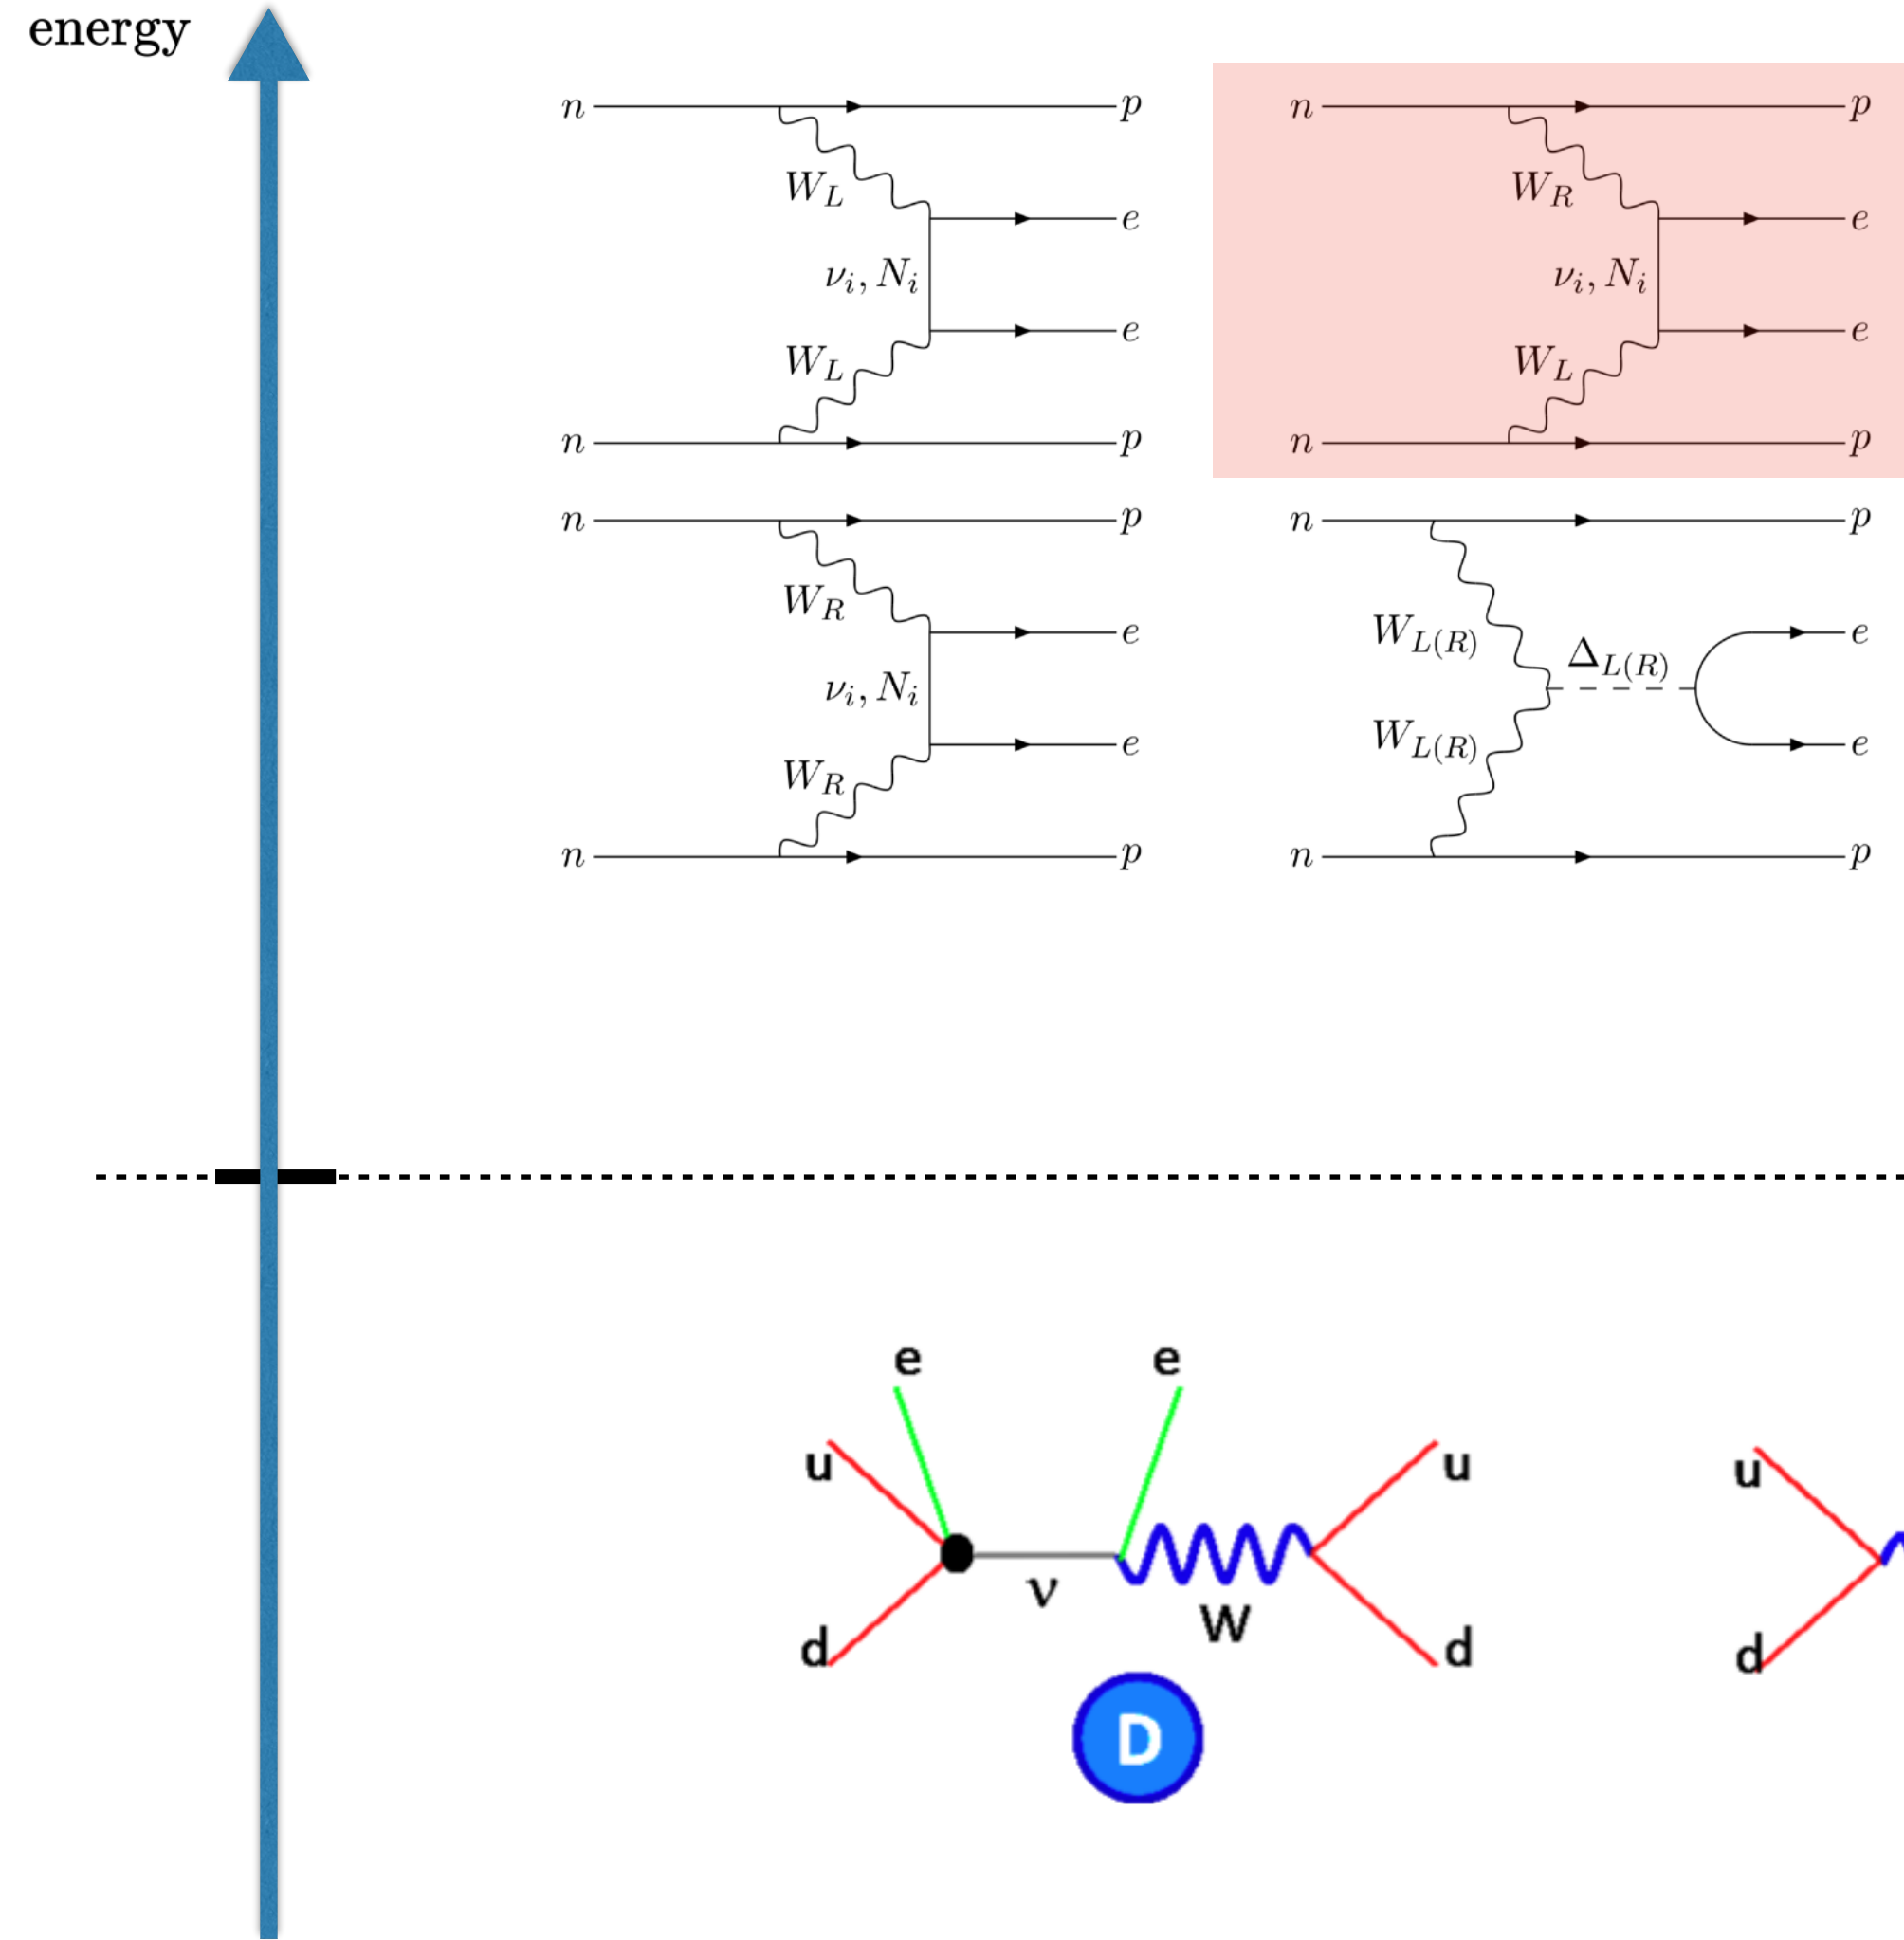 energy
n p n p
W_L W_R
e e
ν_i, N_i ν_i, N_i
e e
W_L W_L
n p n p
n p n p
W_R W_{L(R)} Δ_{L(R)}
e e
ν_i, N_i
W_{L(R)}
e e
W_R
n p n p
e e
u u u
ν W
d d d
D